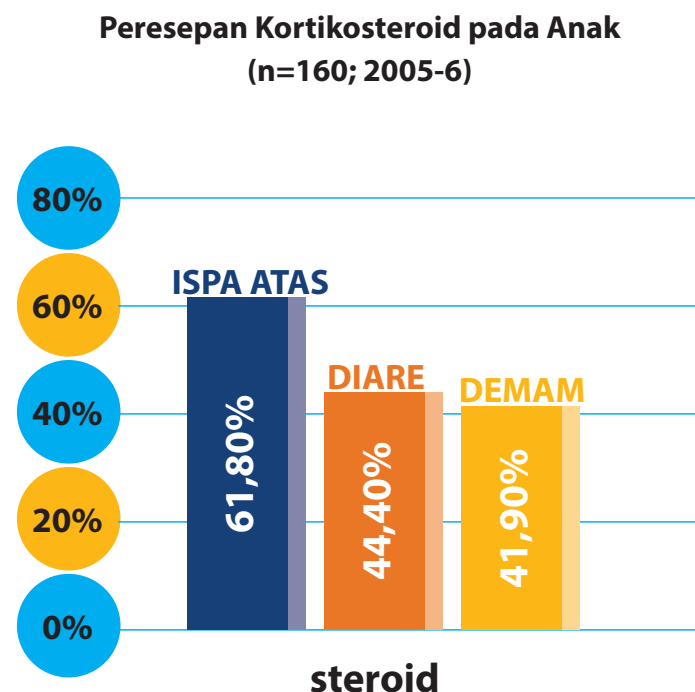 Peresepan Kortikosteroid pada Anak
(n=160; 2005-6)
80%
60%
40%
20%
0%
ISPA ATAS
61,80%
DIARE
44,40%
DEMAM
41,90%
steroid